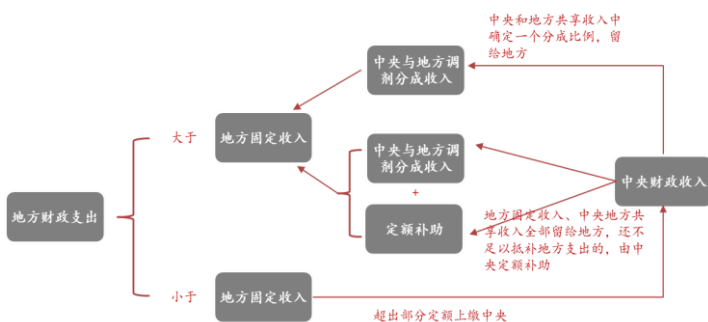 中央和地方共享收入中
确定一个分成比例，留
给地方
中央与地方调
剂分成收入
大于
地方固定收入
中央与地方调
剂分成收入
+
定额补助
中央财政收入
地方财政支出
地方固定收入、中央地方共
享收入全部留给地方，还不
足以抵补地方支出的，由中
央定额补助
小于
地方固定收入
超出部分定额上缴中央